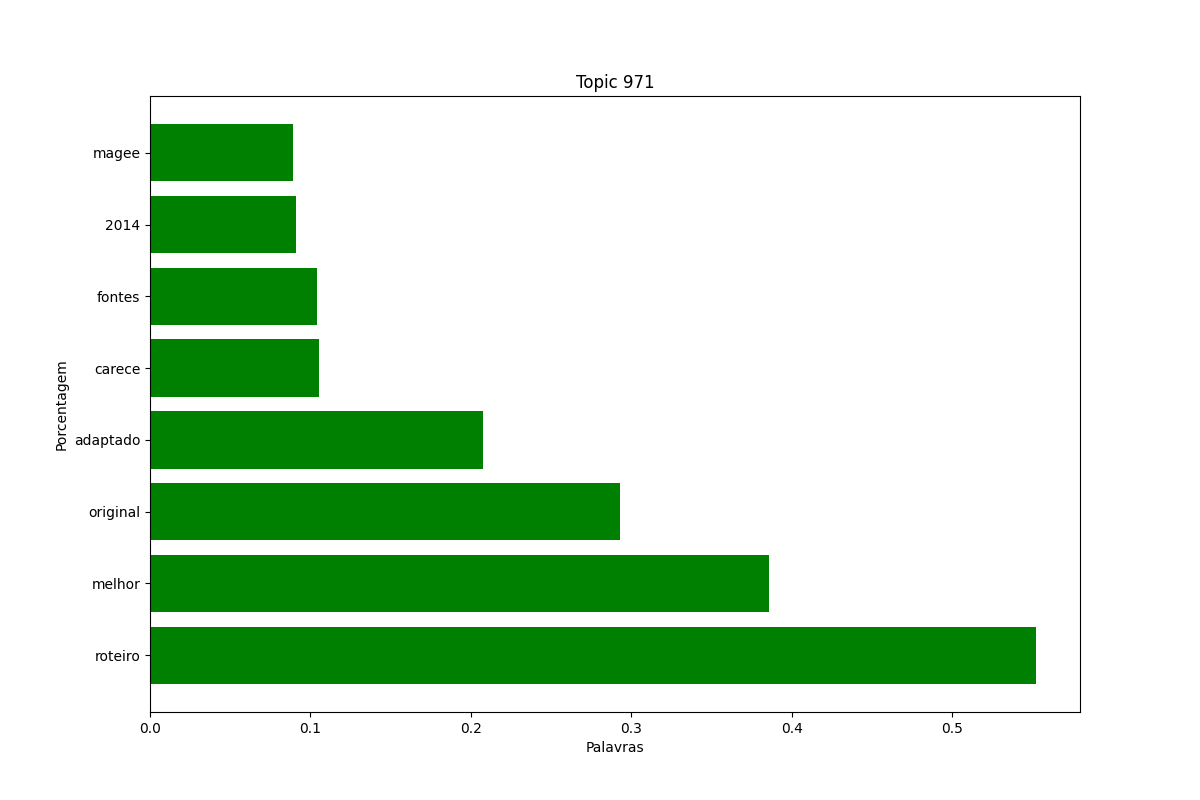 Topic 971
magee
2014
fontes
carece
adaptado
original
melhor
roteiro
Porcentagem
0.0 0.1 0.2 0.3 0.4 0.5
Palavras